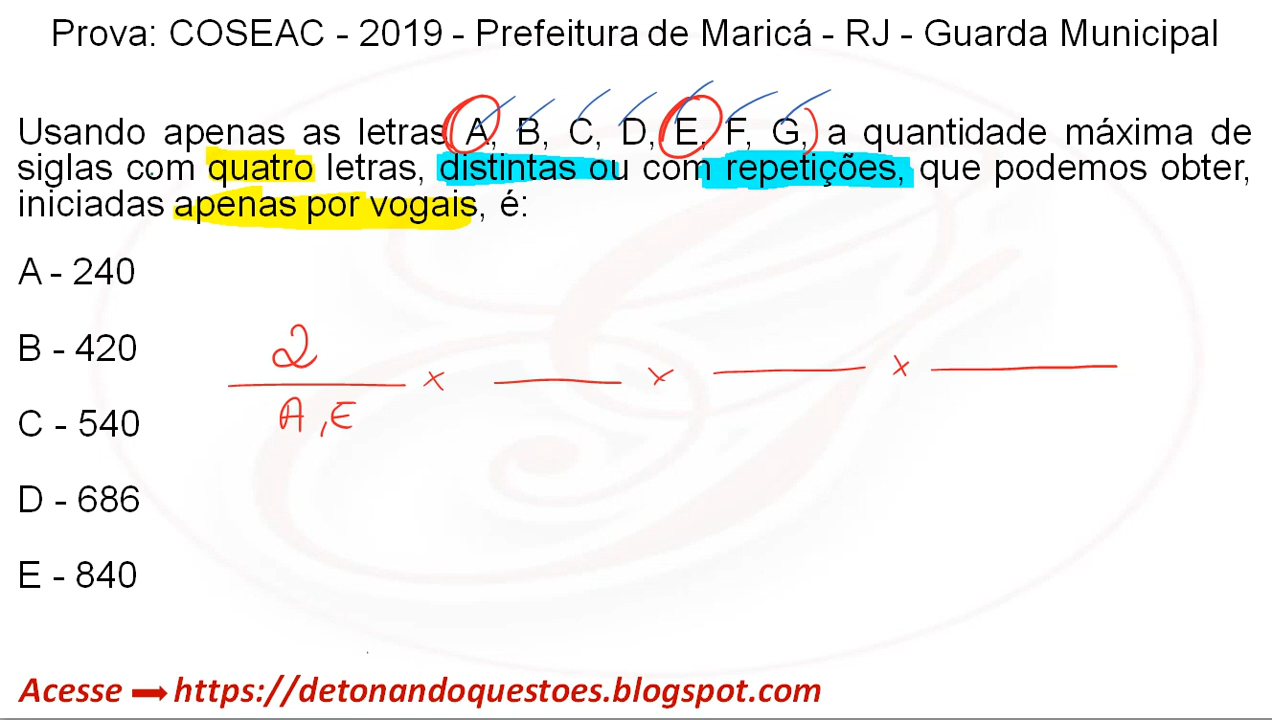 Prova: COSEAC - 2019 - Prefeitura de Maricá - RJ - Guarda Municipal
Usando apenas as letras A, B, C, D, E, F, G, a quantidade máxima de
siglas com quatro letras, distintas ou com repetições, que podemos obter,
iniciadas apenas por vogais, é:
A - 240
B - 420
2
x x x
A, E
C - 540
D - 686
E - 840
Acesse ➡ https://detonandoquestoes.blogspot.com